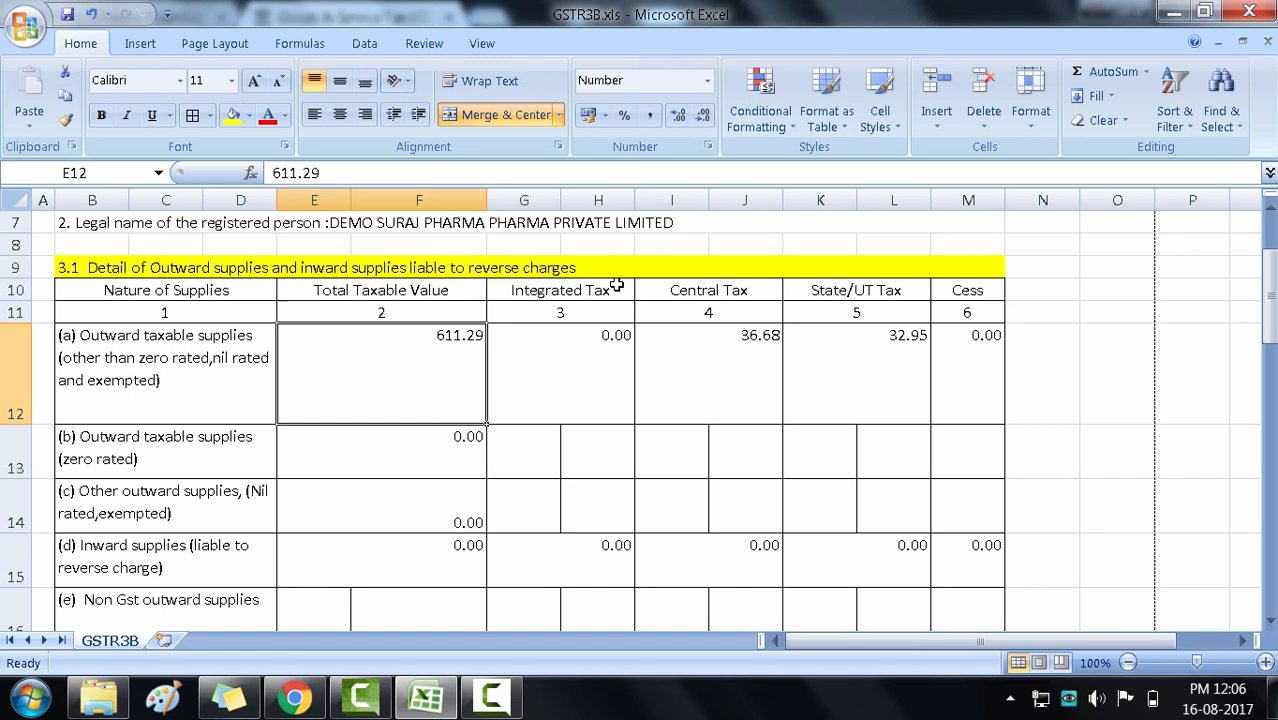 GSTR3B.xls - Microsoft Excel
Home Insert Page Layout Formulas Data Review View
Paste
Clipboard
Calibri 11
B I U A
Font
Wrap Text
Merge & Center
Alignment
Number
% ,
Number
Conditional Formatting
Format as Table
Cell Styles
Styles
Insert Delete Format
Cells
Σ AutoSum
Fill
Clear
Sort & Filter
Find & Select
Editing
E12 fx 611.29
A B C D E F G H I J K L M N O P R
7 2. Legal name of the registered person :DEMO SURAJ PHARMA PHARMA PRIVATE LIMITED
8
9 3.1 Detail of Outward supplies and inward supplies liable to reverse charges
10 Nature of Supplies Total Taxable Value Integrated Tax Central Tax State/UT Tax Cess
11 1 2 3 4 5 6
(a) Outward taxable supplies 611.29 0.00 36.68 32.95 0.00
(other than zero rated,nil rated
and exempted)
12
(b) Outward taxable supplies 0.00
(zero rated)
13
(c) Other outward supplies, (Nil
rated,exempted) 0.00
14
(d) Inward supplies (liable to 0.00 0.00 0.00 0.00 0.00
reverse charge)
15
(e) Non Gst outward supplies
16
GSTR3B
Ready 100%
PM 12:06
16-08-2017